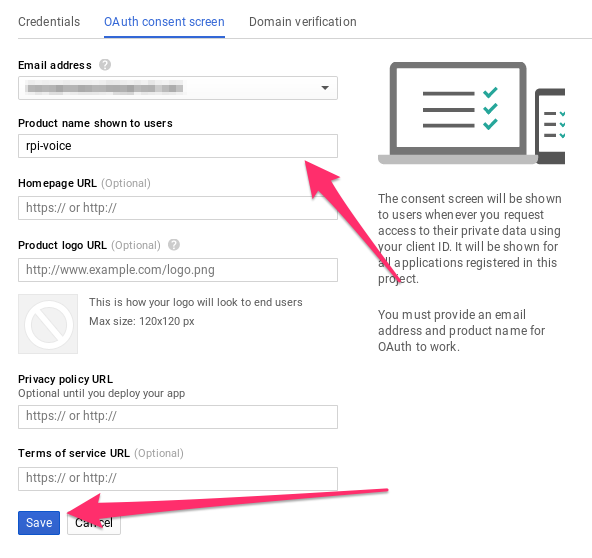 Credentials
OAuth consent screen
Domain verification
Email address
Product name shown to users
rpi-voice
Homepage URL (Optional)
https:// or http://
Product logo URL (Optional)
http://www.example.com/logo.png
This is how your logo will look to end users
Max size: 120x120 px
Privacy policy URL
Optional until you deploy your app
https:// or http://
Terms of service URL (Optional)
https:// or http://
Save
Cancel
The consent screen will be shown
to users whenever you request
access to their private data using
your client ID. It will be shown for
all applications registered in this
project.
You must provide an email
address and product name for
OAuth to work.